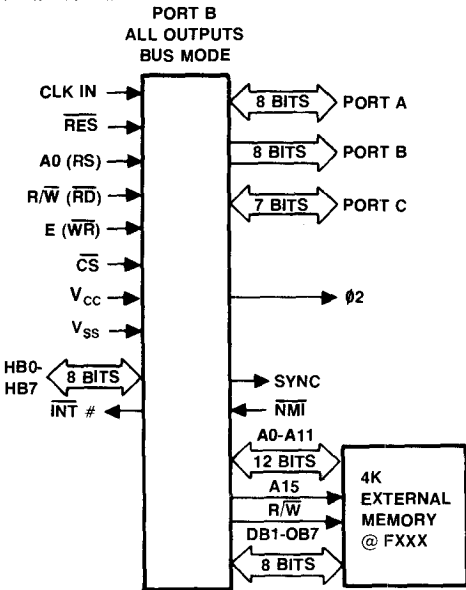 PORT B
ALL OUTPUTS
BUS MODE
CLK IN
RES
A0 (RS)
R/W (RD)
E (WR)
CS
VCC
VSS
HB0-
HB7
8 BITS
INT #
8 BITS
PORT A
8 BITS
PORT B
7 BITS
PORT C
Ø2
SYNC
NMI
A0-A11
12 BITS
A15
R/W
DB1-OB7
8 BITS
4K
EXTERNAL
MEMORY
@ FXXX